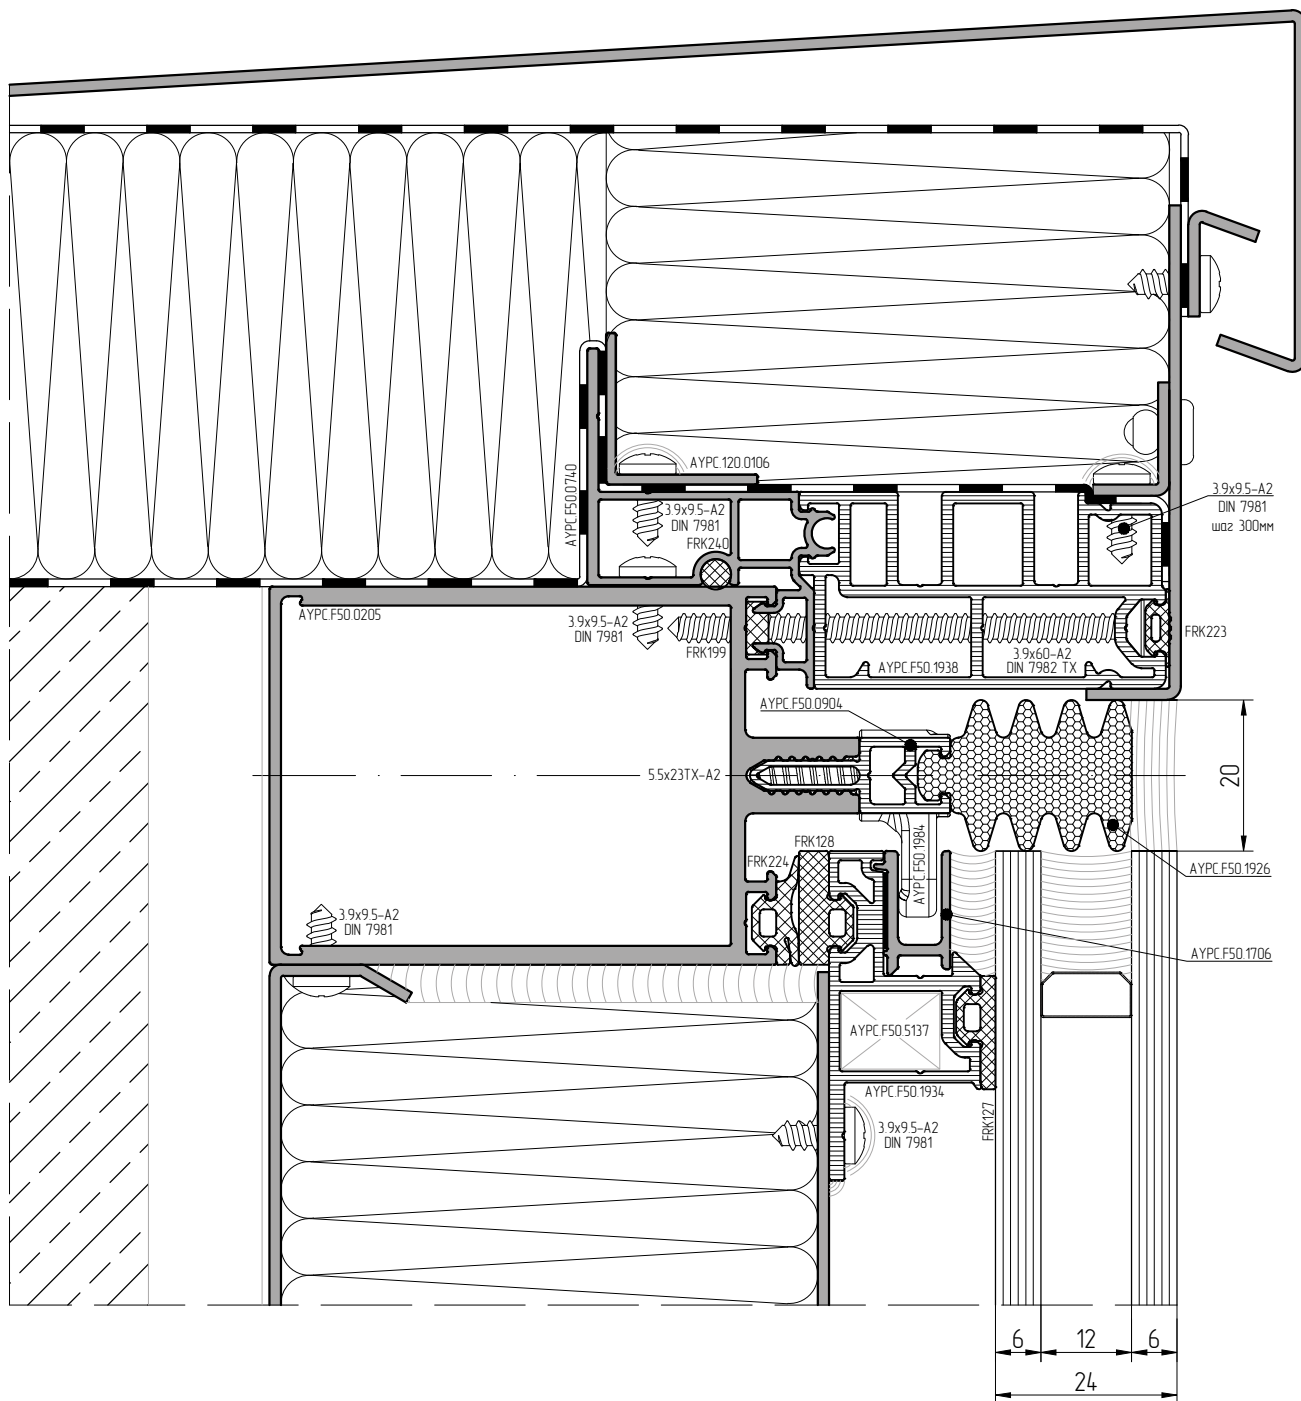 AYPC.120.0106
AYPC.F50.0740
3.9x9.5-A2
DIN 7981
FRK240
3.9x9.5-A2
DIN 7981
шаг 300мм
AYPC.F50.0205
3.9x9.5-A2
DIN 7981
FRK199
AYPC.F50.1938
3.9x60-A2
DIN 7982 TX
FRK223
AYPC.F50.0904
5.5x23TX-A2
20
FRK128
FRK224
AYPC.F50.1984
AYPC.F50.1926
3.9x9.5-A2
DIN 7981
AYPC.F50.1706
AYPC.F50.5137
AYPC.F50.1934
FRK127
3.9x9.5-A2
DIN 7981
6
12
6
24